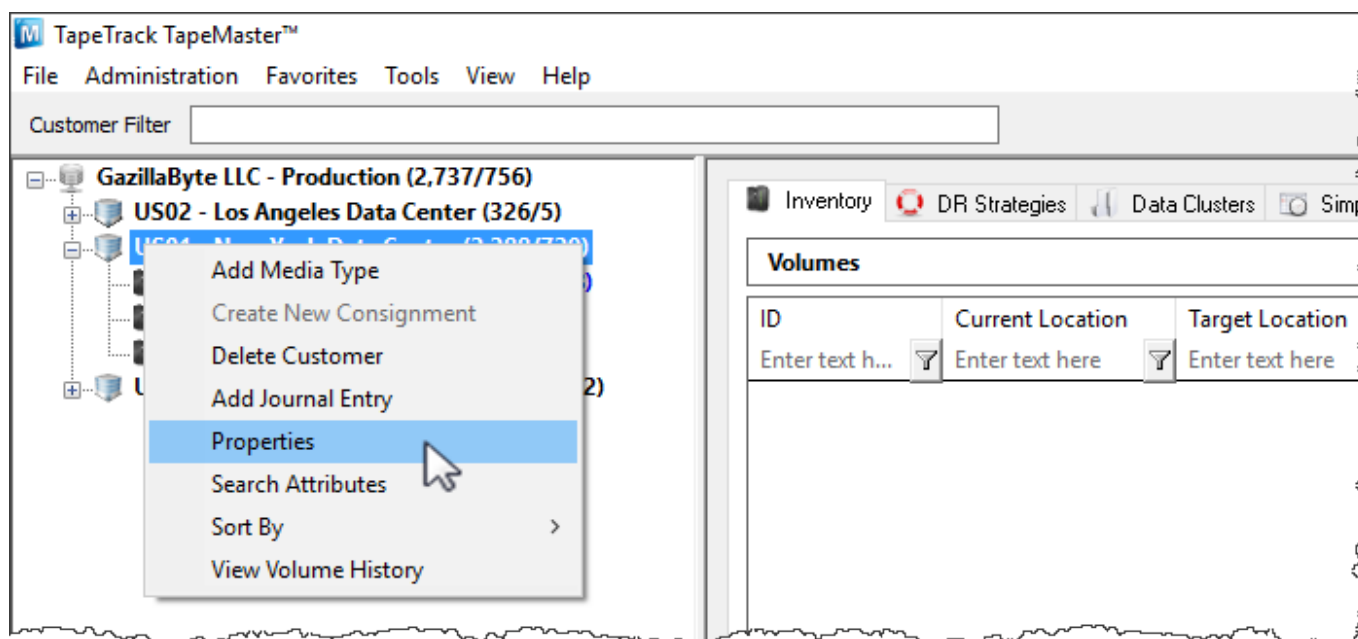 TapeTrack TapeMaster™
File Administration Favorites Tools View Help
Customer Filter
GazillaByte LLC - Production (2,737/756)
US02 - Los Angeles Data Center (326/5)
Add Media Type
Create New Consignment
Delete Customer
Add Journal Entry
Properties
Search Attributes
Sort By
View Volume History
2)
Inventory DR Strategies Data Clusters Simp
Volumes
ID Current Location Target Location
Enter text h... Enter text here Enter text here